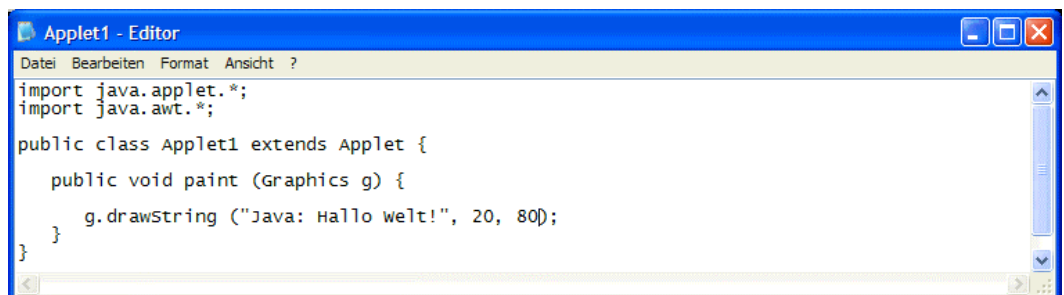 Applet1 - Editor
Datei Bearbeiten Format Ansicht ?
import java.applet.*;
import java.awt.*;
public class Applet1 extends Applet {
public void paint (Graphics g) {
g.drawString ("Java: Hallo Welt!", 20, 80);
}
}